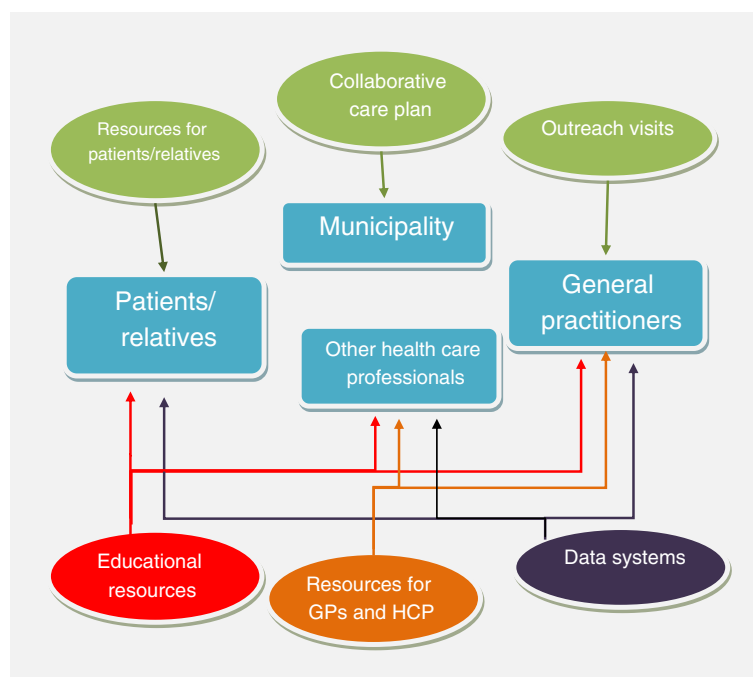 Collaborative
care plan
Resources for
patients/relatives
Outreach visits
Municipality
Patients/
relatives
General
practitioners
Other health care
professionals
Educational
resources
Resources for
GPs and HCP
Data systems